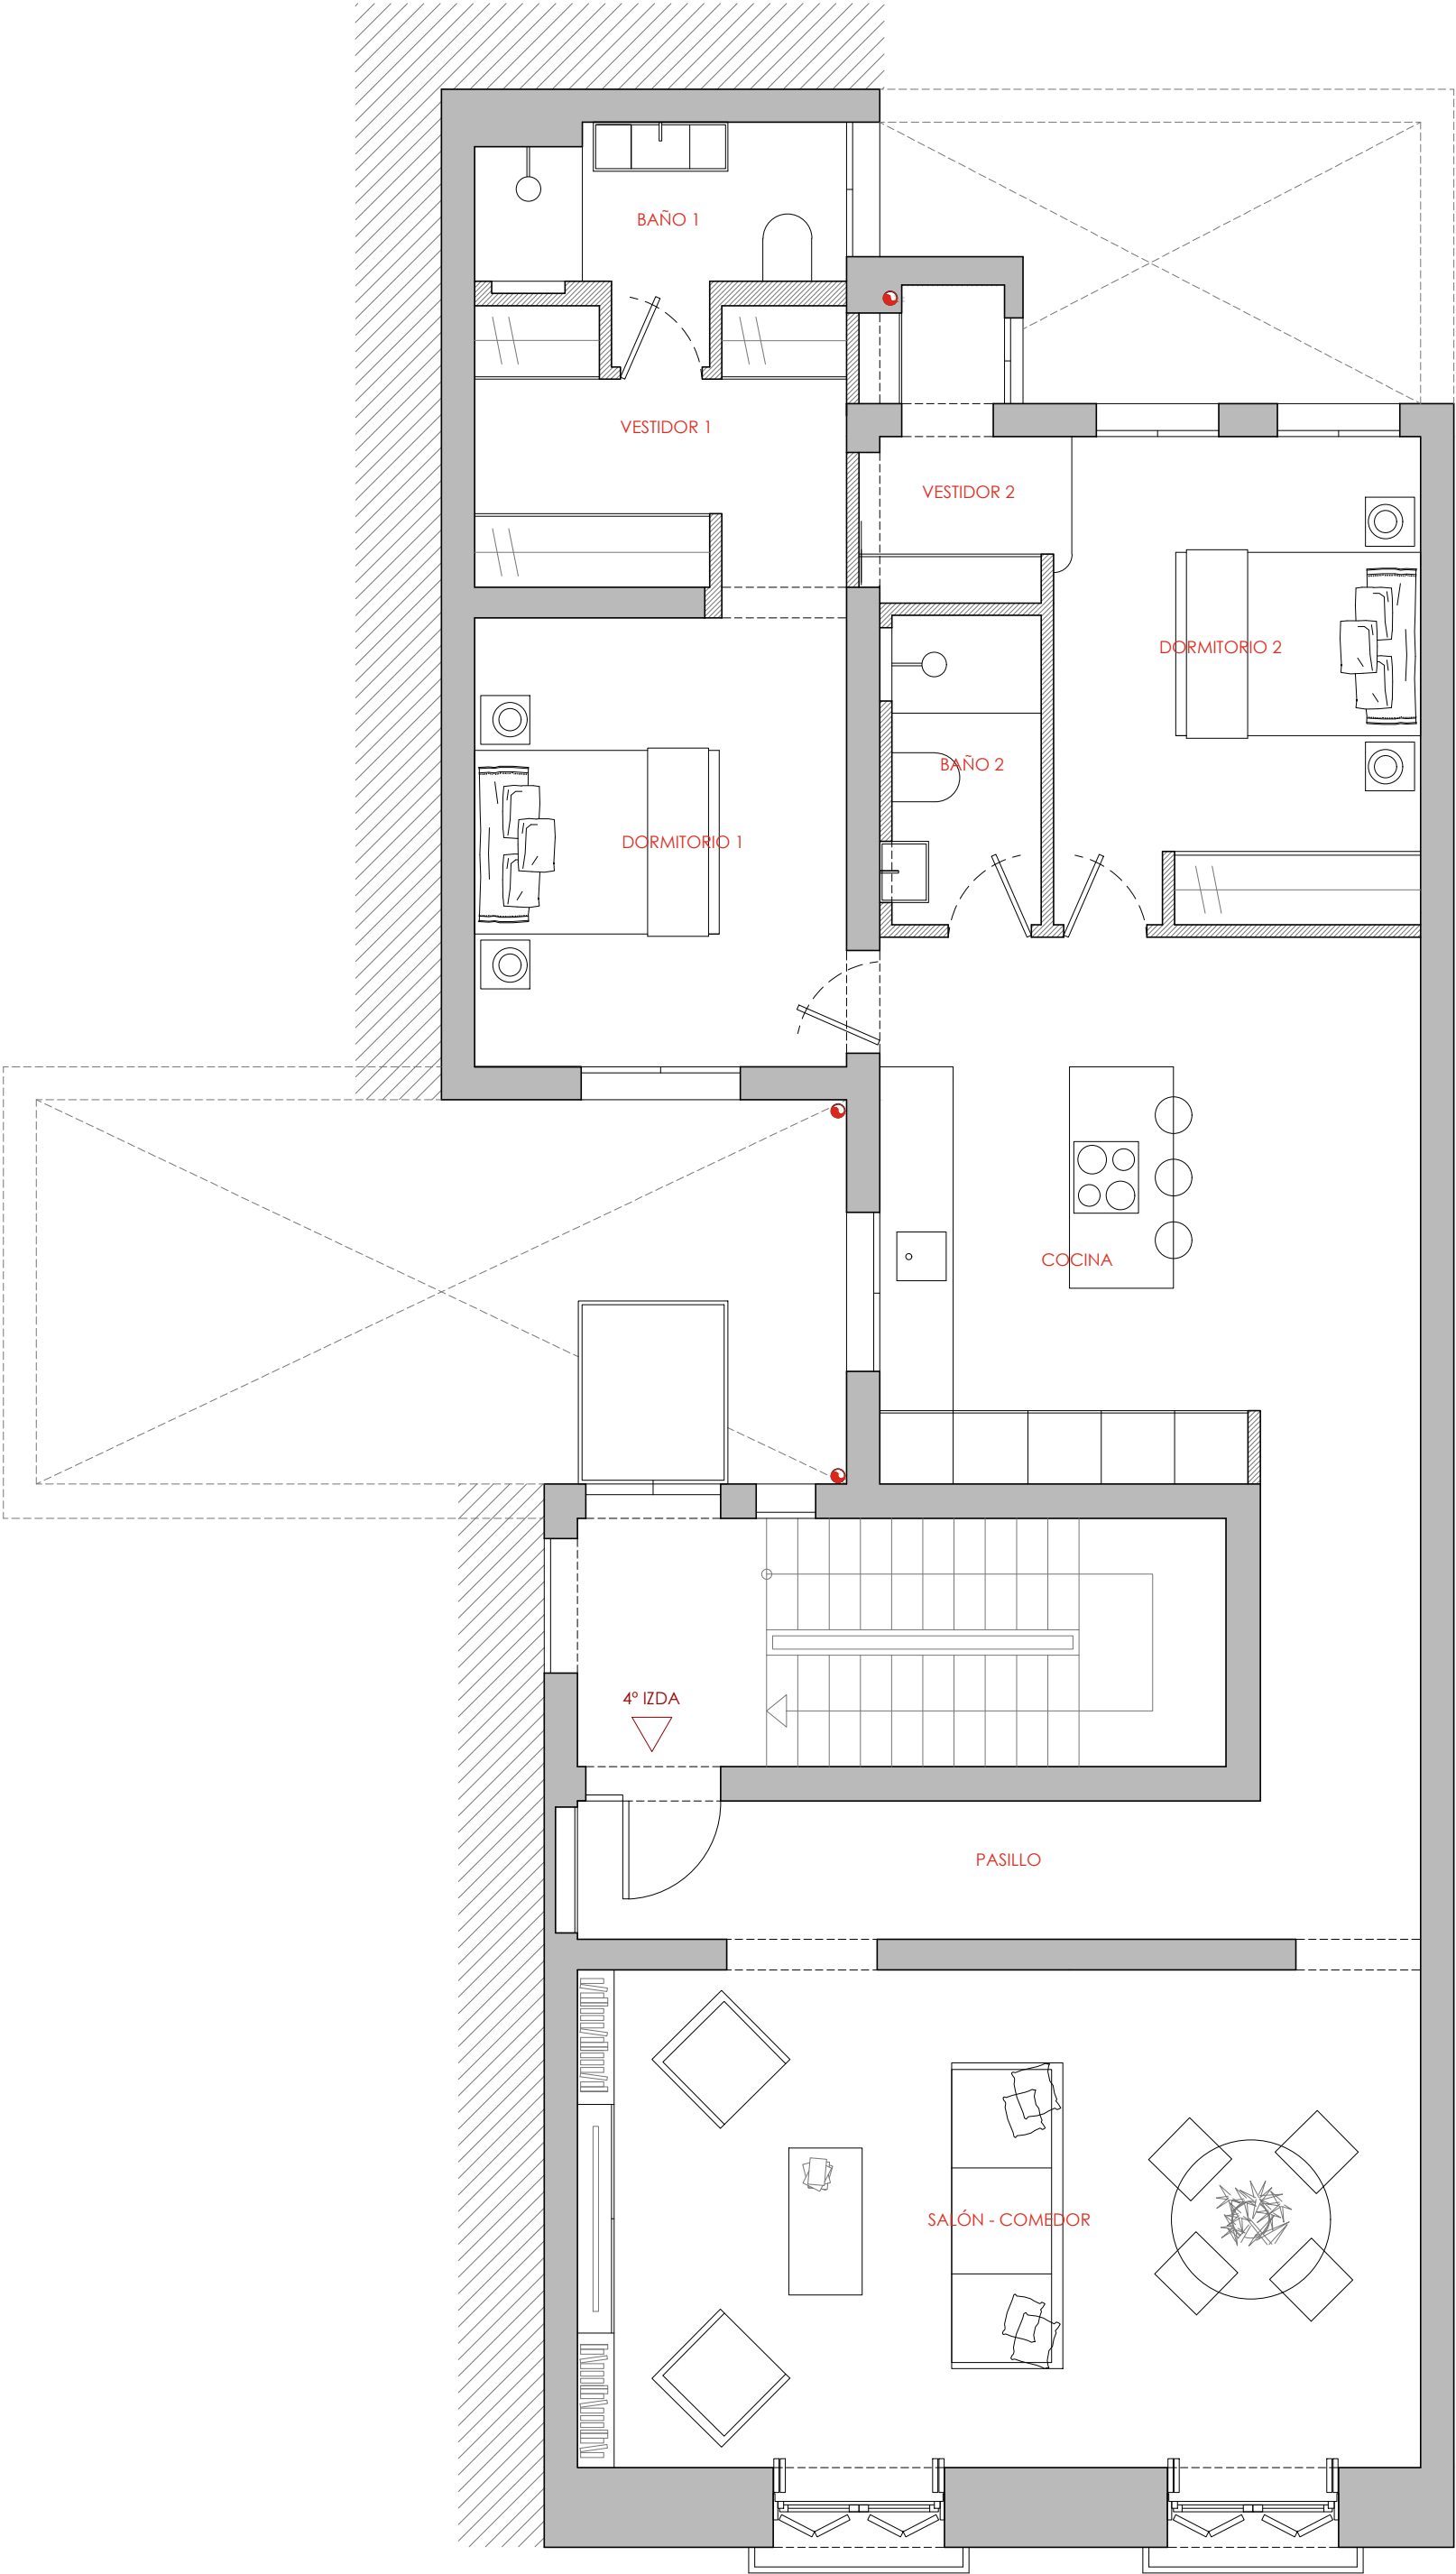 BAÑO 1
VESTIDOR 1
VESTIDOR 2
DORMITORIO 2
BAÑO 2
DORMITORIO 1
COCINA
4º IZDA
PASILLO
SALÓN - COMEDOR